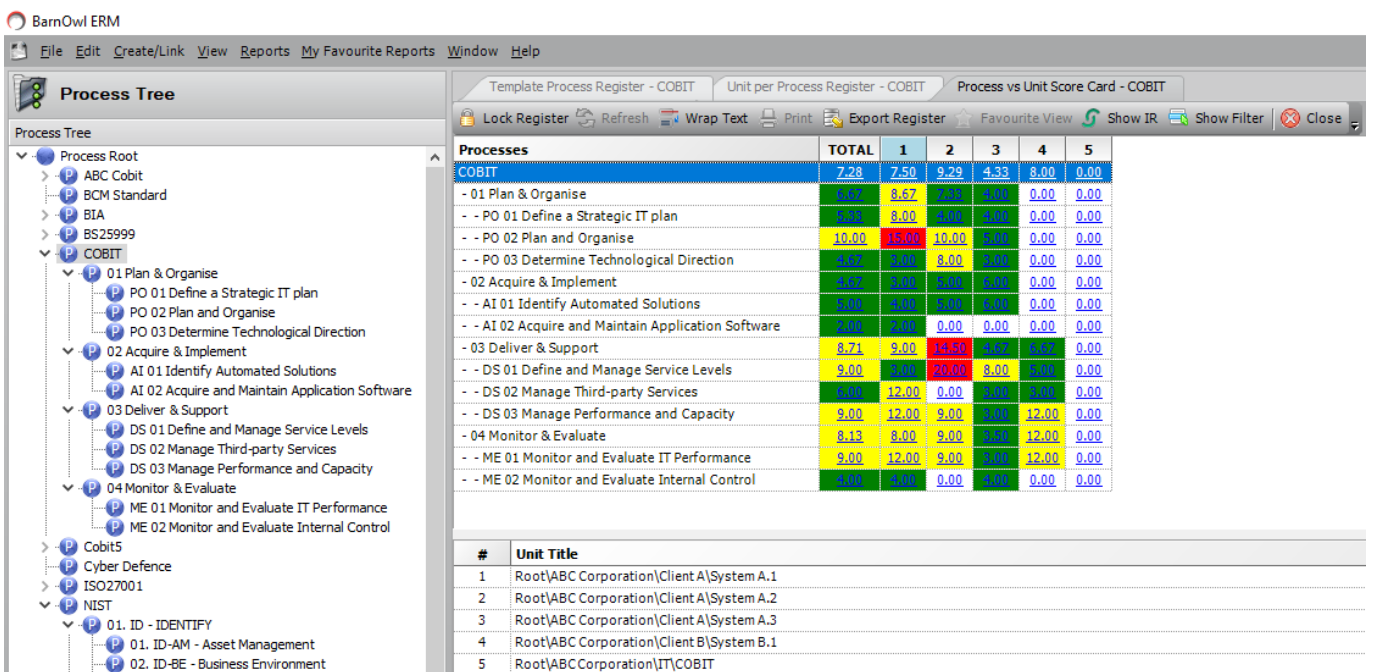 BarnOwl ERM
File Edit Create/Link View Reports My Favourite Reports Window Help
Process Tree
Process Tree
Process Root
ABC Cobit
BCM Standard
BIA
BS25999
COBIT
01 Plan & Organise
PO 01 Define a Strategic IT plan
PO 02 Plan and Organise
PO 03 Determine Technological Direction
02 Acquire & Implement
AI 01 Identify Automated Solutions
AI 02 Acquire and Maintain Application Software
03 Deliver & Support
DS 01 Define and Manage Service Levels
DS 02 Manage Third-party Services
DS 03 Manage Performance and Capacity
04 Monitor & Evaluate
ME 01 Monitor and Evaluate IT Performance
ME 02 Monitor and Evaluate Internal Control
Cobit5
Cyber Defence
ISO27001
NIST
01. ID - IDENTIFY
01. ID-AM - Asset Management
02. ID-BE - Business Environment
Template Process Register - COBIT Unit per Process Register - COBIT Process vs Unit Score Card - COBIT
Lock Register Refresh Wrap Text Print Export Register Favourite View Show IR Show Filter Close
Processes TOTAL 1 2 3 4 5
COBIT 7.28 7.50 9.29 4.33 8.00 0.00
- 01 Plan & Organise 6.67 8.67 7.33 4.00 0.00 0.00
- - PO 01 Define a Strategic IT plan 5.33 8.00 4.00 4.00 0.00 0.00
- - PO 02 Plan and Organise 10.00 15.00 10.00 5.00 0.00 0.00
- - PO 03 Determine Technological Direction 4.67 3.00 8.00 3.00 0.00 0.00
- 02 Acquire & Implement 4.67 3.00 5.00 6.00 0.00 0.00
- - AI 01 Identify Automated Solutions 5.00 4.00 5.00 6.00 0.00 0.00
- - AI 02 Acquire and Maintain Application Software 2.00 2.00 0.00 0.00 0.00 0.00
- 03 Deliver & Support 8.71 9.00 14.50 4.67 6.67 0.00
- - DS 01 Define and Manage Service Levels 9.00 3.00 20.00 8.00 5.00 0.00
- - DS 02 Manage Third-party Services 6.00 12.00 0.00 3.00 3.00 0.00
- - DS 03 Manage Performance and Capacity 9.00 12.00 9.00 3.00 12.00 0.00
- 04 Monitor & Evaluate 8.13 8.00 9.00 3.50 12.00 0.00
- - ME 01 Monitor and Evaluate IT Performance 9.00 12.00 9.00 3.00 12.00 0.00
- - ME 02 Monitor and Evaluate Internal Control 4.00 4.00 0.00 4.00 0.00 0.00
# Unit Title
1 Root\ABC Corporation\Client A\System A.1
2 Root\ABC Corporation\Client A\System A.2
3 Root\ABC Corporation\Client A\System A.3
4 Root\ABC Corporation\Client B\System B.1
5 Root\ABC Corporation\IT\COBIT